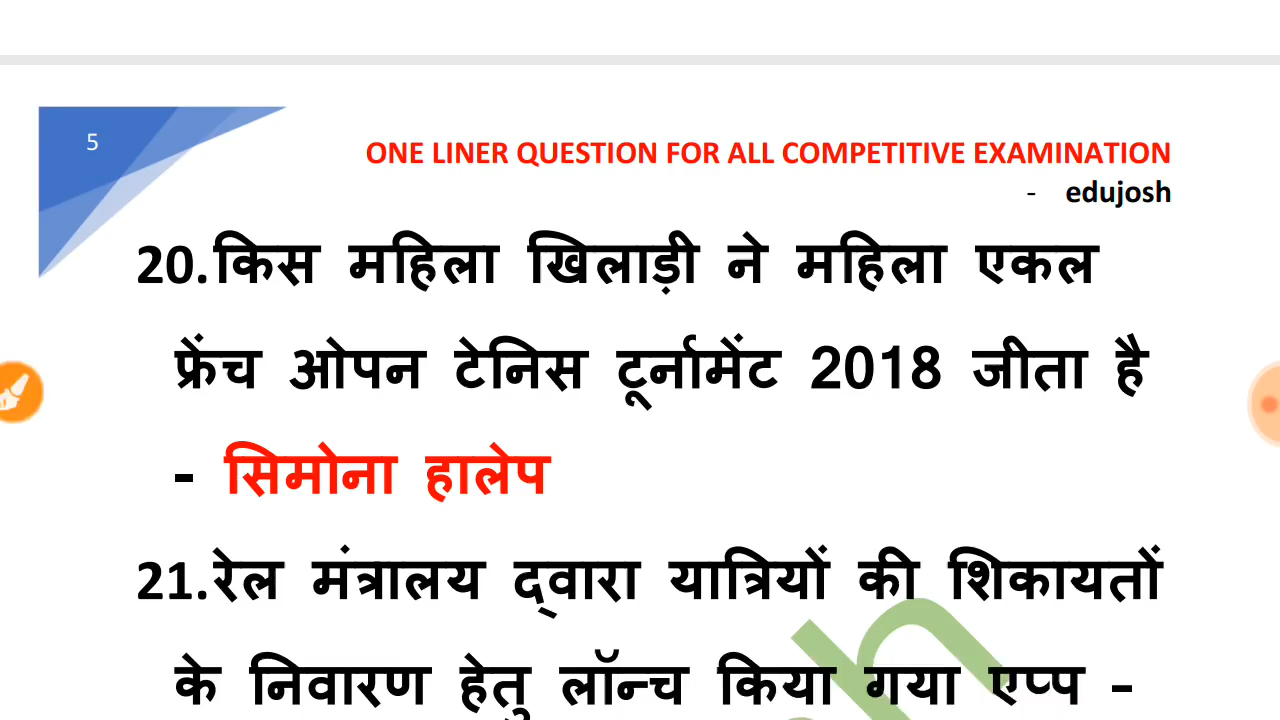 5
ONE LINER QUESTION FOR ALL COMPETITIVE EXAMINATION
- edujosh
20. किस महिला खिलाड़ी ने महिला एकल
फ्रेंच ओपन टेनिस टूर्नामेंट 2018 जीता है
- सिमोना हालेप
21. रेल मंत्रालय द्वारा यात्रियों की शिकायतों
के निवारण हेतु लॉन्च किया गया एप्प -